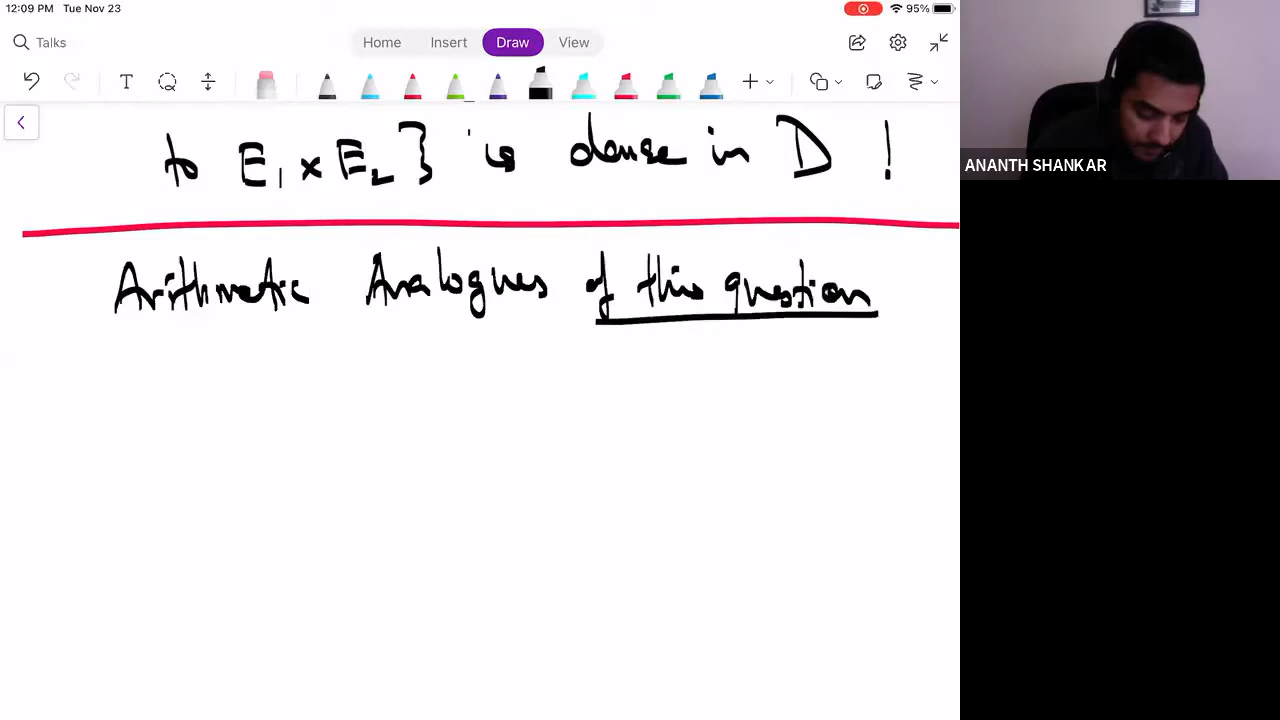 12:09 PM Tue Nov 23
95%
Talks
Home Insert Draw View
T
to E₁ × E₂ } is dense in D !
ANANTH SHANKAR
Arithmetic Analogues of this question